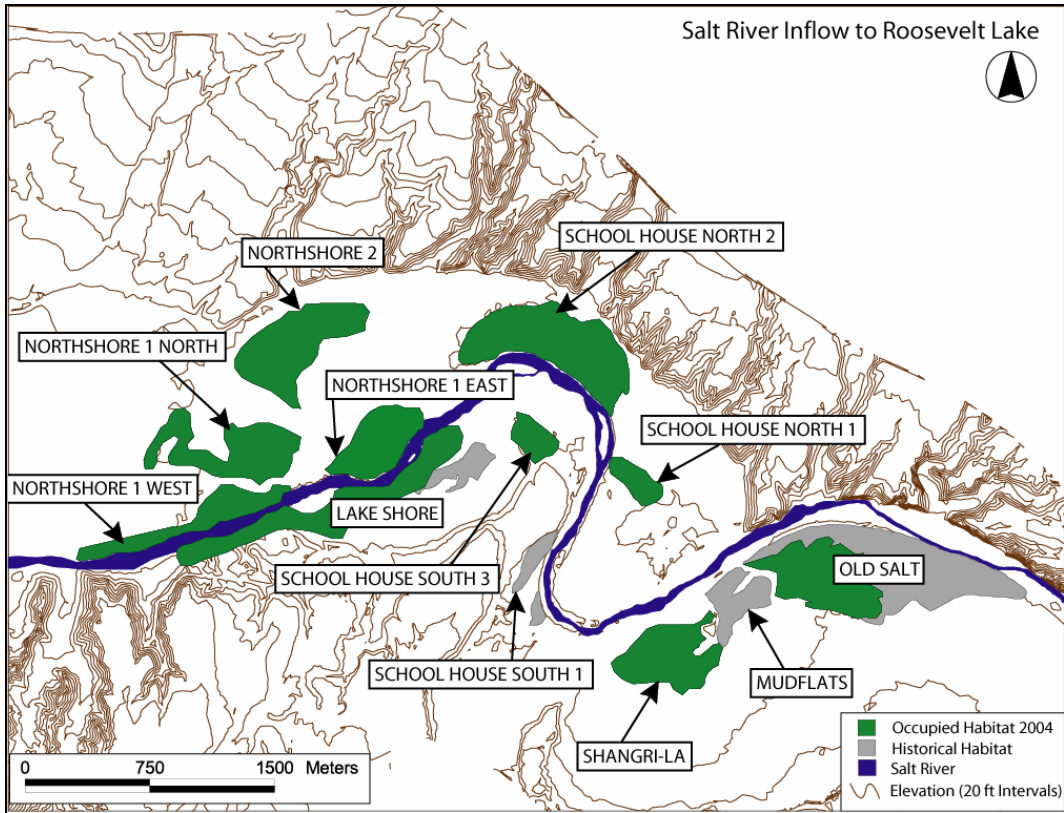 Salt River Inflow to Roosevelt Lake
SCHOOL HOUSE NORTH 2
NORTHSHORE 2
NORTHSHORE 1 NORTH
NORTHSHORE 1 EAST
SCHOOL HOUSE NORTH 1
NORTHSHORE 1 WEST
LAKE SHORE
OLD SALT
SCHOOL HOUSE SOUTH 3
SCHOOL HOUSE SOUTH 1
MUDFLATS
SHANGRI-LA
0 750 1500 Meters
Occupied Habitat 2004
Historical Habitat
Salt River
Elevation (20 ft Intervals)